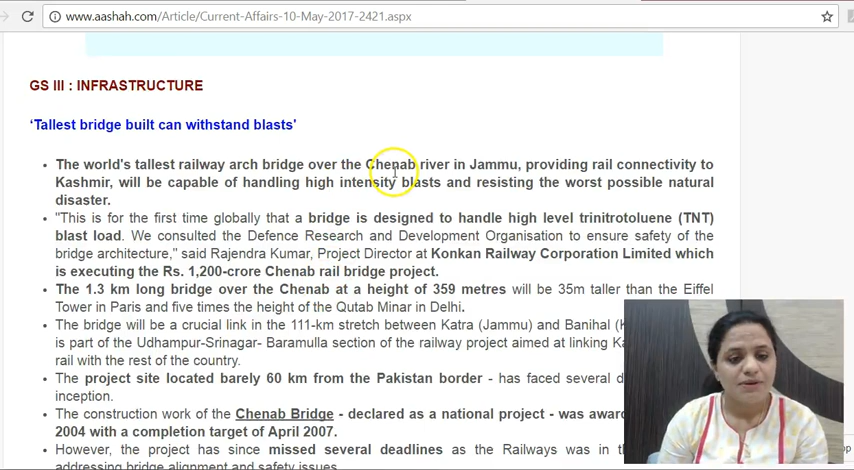 www.aashah.com/Article/Current-Affairs-10-May-2017-2421.aspx
GS III : INFRASTRUCTURE
‘Tallest bridge built can withstand blasts'
The world's tallest railway arch bridge over the Chenab river in Jammu, providing rail connectivity to
Kashmir, will be capable of handling high intensity blasts and resisting the worst possible natural
disaster.
"This is for the first time globally that a bridge is designed to handle high level trinitrotoluene (TNT)
blast load. We consulted the Defence Research and Development Organisation to ensure safety of the
bridge architecture," said Rajendra Kumar, Project Director at Konkan Railway Corporation Limited which
is executing the Rs. 1,200-crore Chenab rail bridge project.
The 1.3 km long bridge over the Chenab at a height of 359 metres will be 35m taller than the Eiffel
Tower in Paris and five times the height of the Qutab Minar in Delhi.
The bridge will be a crucial link in the 111-km stretch between Katra (Jammu) and Banihal
is part of the Udhampur-Srinagar- Baramulla section of the railway project aimed at linking
rail with the rest of the country.
The project site located barely 60 km from the Pakistan border - has faced several
inception.
The construction work of the Chenab Bridge - declared as a national project - was
2004 with a completion target of April 2007.
However, the project has since missed several deadlines as the Railways was in
addressing bridge alignment and safety issues.